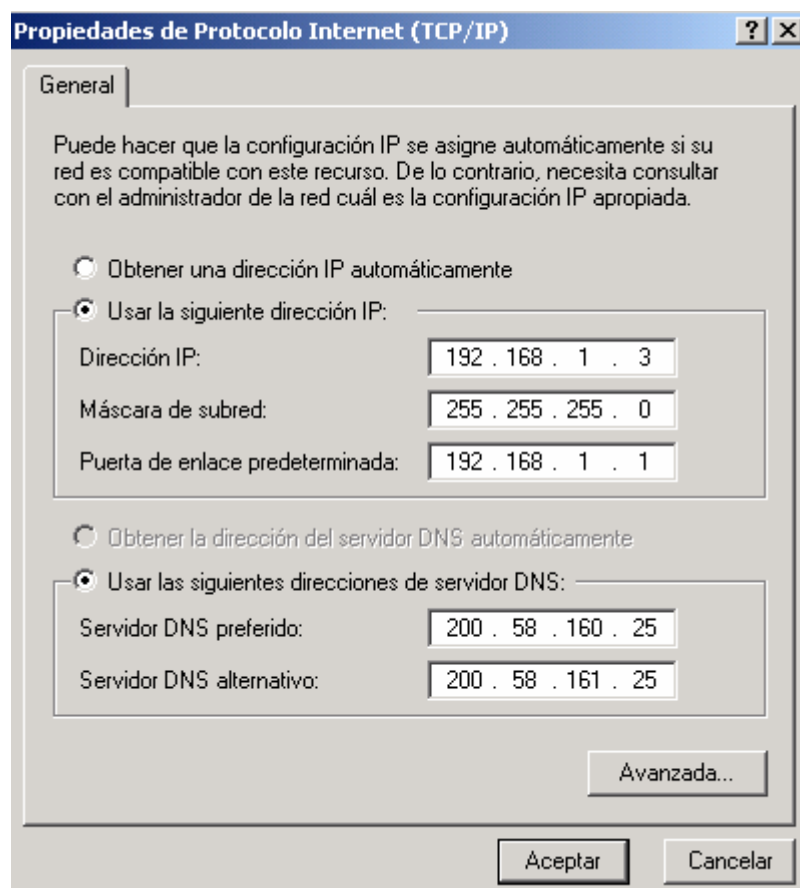 Propiedades de Protocolo Internet (TCP/IP)
General
Puede hacer que la configuración IP se asigne automáticamente si su
red es compatible con este recurso. De lo contrario, necesita consultar
con el administrador de la red cuál es la configuración IP apropiada.
Obtener una dirección IP automáticamente
Usar la siguiente dirección IP:
Dirección IP: 192 . 168 . 1 . 3
Máscara de subred: 255 . 255 . 255 . 0
Puerta de enlace predeterminada: 192 . 168 . 1 . 1
Obtener la dirección del servidor DNS automáticamente
Usar las siguientes direcciones de servidor DNS:
Servidor DNS preferido: 200 . 58 . 160 . 25
Servidor DNS alternativo: 200 . 58 . 161 . 25
Avanzada...
Aceptar Cancelar